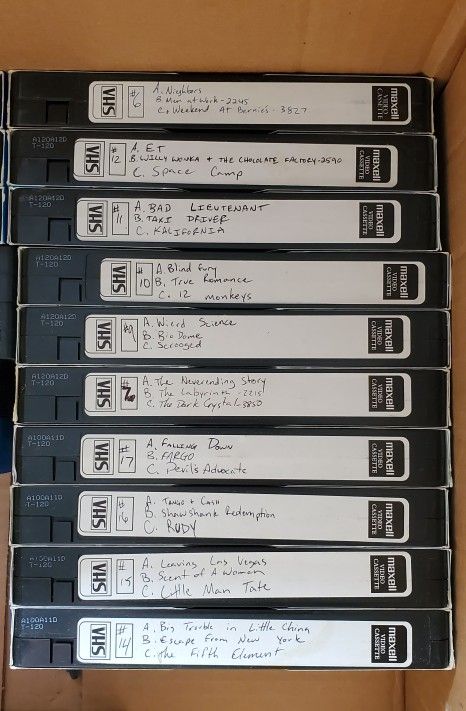 VHS
#6
A. Nighbors
B. Men at work - 2245
C. Weekend At Bernies - 3827
maxell
VIDEO CASSETTE
A120A12D
T-120
VHS
#12
A. ET
B. WILLY WONKA + THE CHOCOLATE FACTORY-2590
C. Space Camp
maxell
VIDEO CASSETTE
A120A12D
T-120
VHS
#11
A. BAD LIEUTENANT
B. TAXI DRIVER
C. KALIFORNIA
maxell
VIDEO CASSETTE
A120A12D
T-120
VHS
#10
A. Blind fury
B. True Romance
C. 12 monkeys
maxell
VIDEO CASSETTE
A120A12D
T-120
VHS
#9
A. Wierd Science
B. Bio Dome
C. Scrooged
maxell
VIDEO CASSETTE
A120A12D
T-120
VHS
A. The Neverending Story
B. The Labyrinth - 2215
C. The Dark Crystal - 3850
maxell
VIDEO CASSETTE
A100A11D
T-120
VHS
#17
A. FALLING DOWN
B. FARGO
C. Devils Advocate
maxell
VIDEO CASSETTE
A100A11D
T-120
VHS
#16
A. TANGO + CASH
B. Shawshank Redemption
C. RUDY
maxell
VIDEO CASSETTE
A100A11D
T-120
VHS
#15
A. Leaving Las Vegas
B. Scent of A Woman
C. Little Man Tate
maxell
VIDEO CASSETTE
A100A11D
T-120
VHS
#14
A. Big Trouble in Little China
B. Escape From New York
C. The Fifth Element
maxell
VIDEO CASSETTE